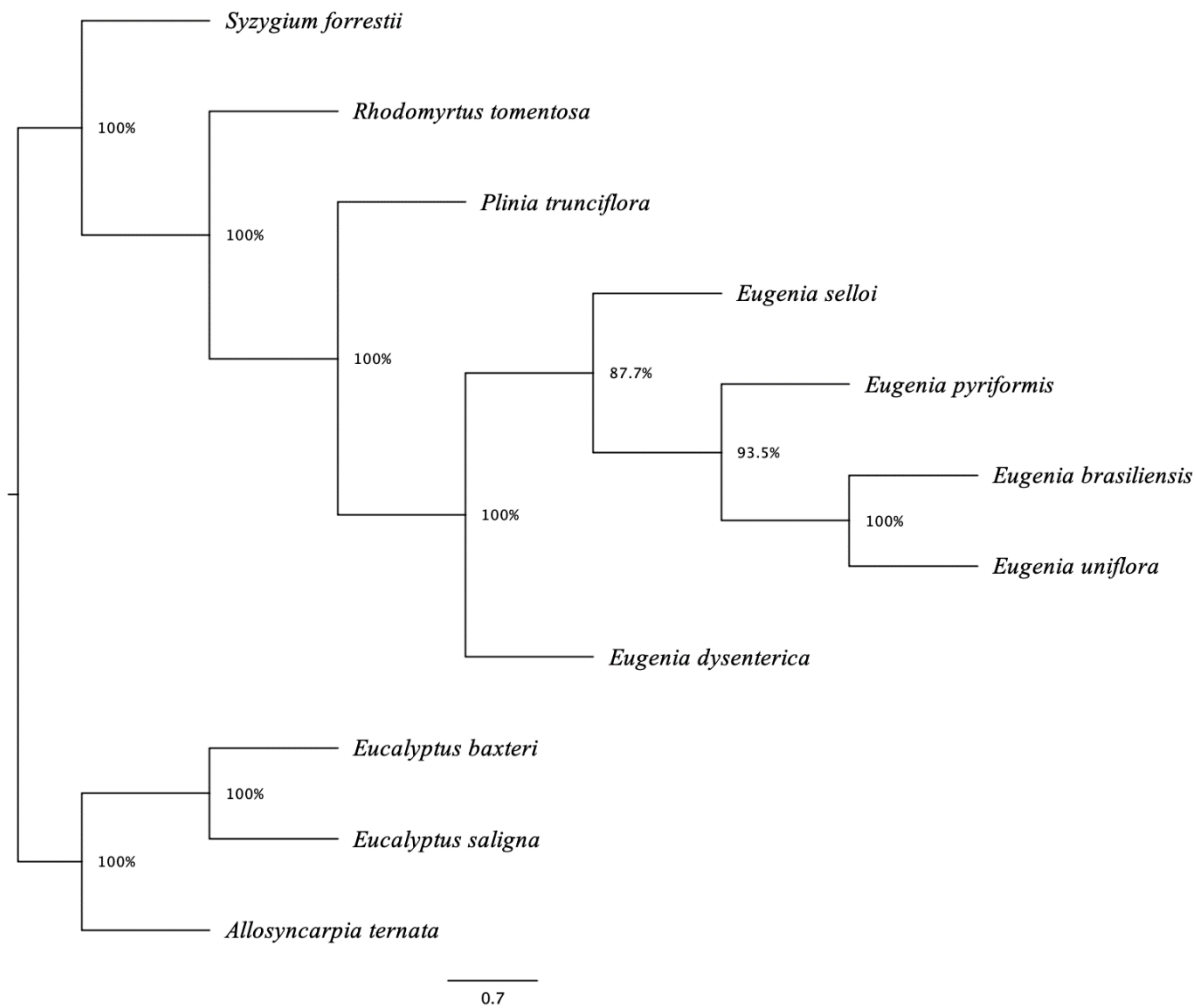 Syzygium forrestii
Rhodomyrtus tomentosa
100%
Plinia trunciflora
100%
Eugenia selloi
100%
87.7%
Eugenia pyriformis
93.5%
Eugenia brasiliensis
100%
100%
Eugenia uniflora
Eugenia dysenterica
Eucalyptus baxteri
100%
Eucalyptus saligna
100%
Allosyncarpia ternata
0.7